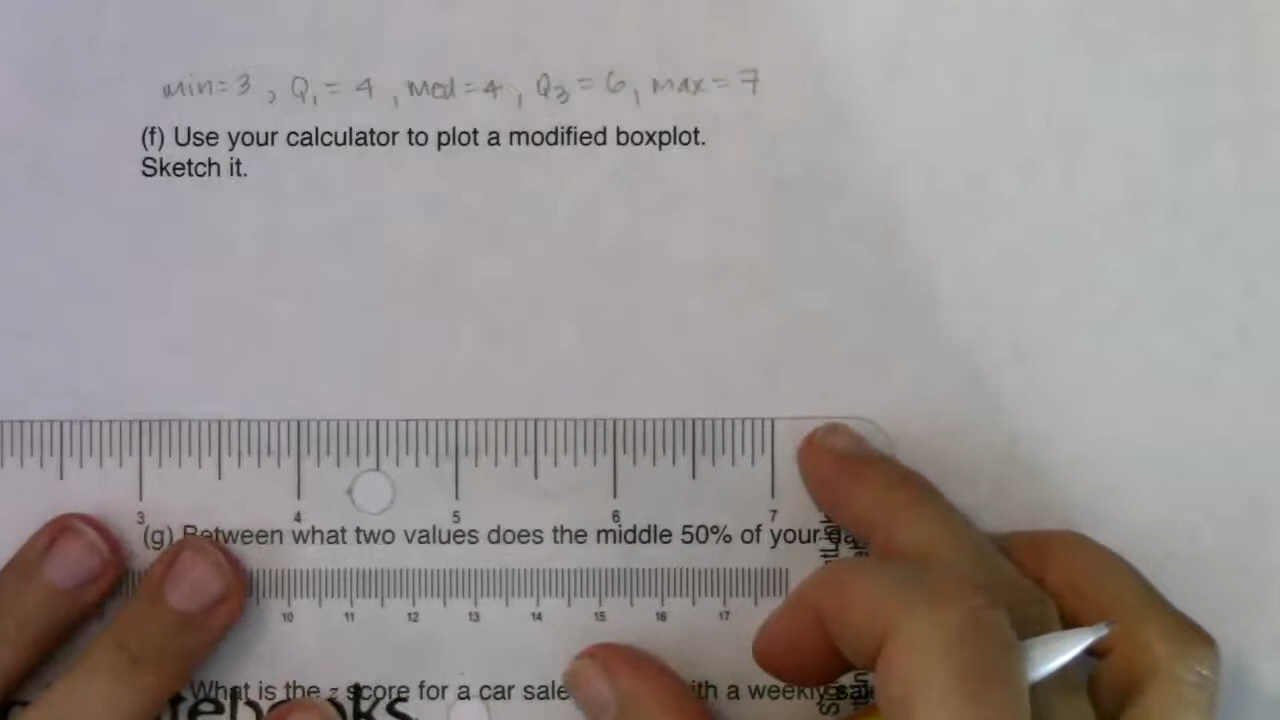 min=3, Q₁=4, med=4, Q₃=6, max=7
(f) Use your calculator to plot a modified boxplot.
Sketch it.
3 4 5 6 7
(g) Between what two values does the middle 50% of your
10 11 12 13 14 15 16 17
What is the z score for a car with a weekly